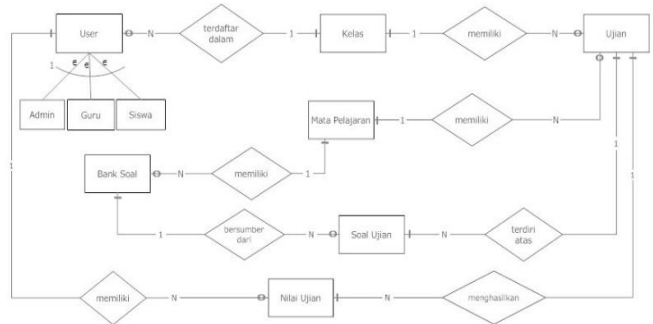 User
N
terdaftar
dalam
1
Kelas
1
memiliki
N
Ujian
1
Admin
Guru
Siswa
Mata Pelajaran
1
memiliki
N
Bank Soal
N
memiliki
1
1
1
1
1
bersumber
dari
N
Soal Ujian
N
terdiri
atas
memiliki
N
Nilai Ujian
N
menghasilkan